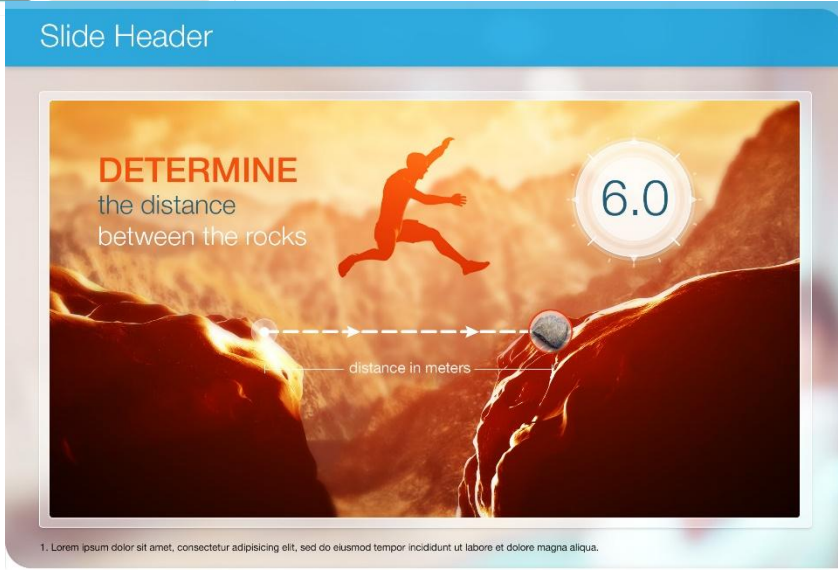 Slide Header
DETERMINE
the distance
between the rocks
6.0
distance in meters
1. Lorem ipsum dolor sit amet, consectetur adipisicing elit, sed do eiusmod tempor incididunt ut labore et dolore magna aliqua.